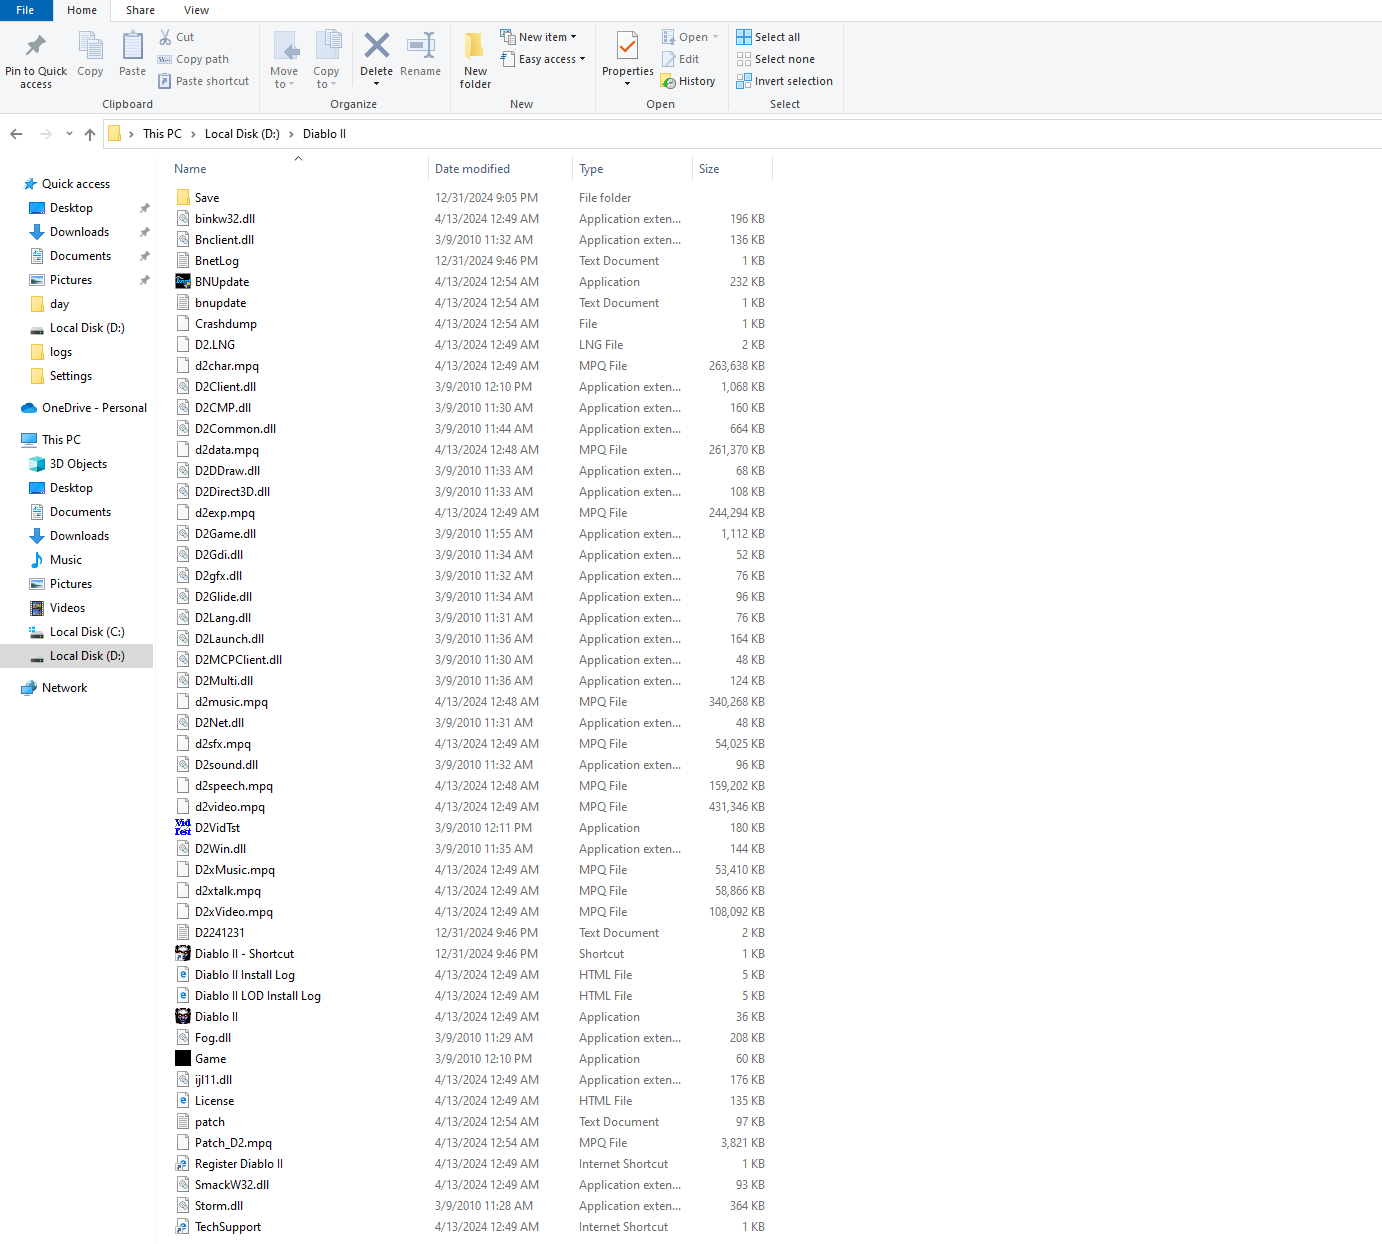 File Home Share View
Pin to Quick access
Copy
Paste
Cut
Copy path
Paste shortcut
Clipboard
Move to
Copy to
Delete
Rename
Organize
New folder
New item
Easy access
New
Properties
Open
Edit
History
Open
Select all
Select none
Invert selection
Select
This PC > Local Disk (D:) > Diablo II
Quick access
Desktop
Downloads
Documents
Pictures
day
Local Disk (D:)
logs
Settings
OneDrive - Personal
This PC
3D Objects
Desktop
Documents
Downloads
Music
Pictures
Videos
Local Disk (C:)
Local Disk (D:)
Network
Name Date modified Type Size
Save 12/31/2024 9:05 PM File folder
binkw32.dll 4/13/2024 12:49 AM Application exten... 196 KB
Bnclient.dll 3/9/2010 11:32 AM Application exten... 136 KB
BnetLog 12/31/2024 9:46 PM Text Document 1 KB
BNUpdate 4/13/2024 12:54 AM Application 232 KB
bnupdate 4/13/2024 12:54 AM Text Document 1 KB
Crashdump 4/13/2024 12:54 AM File 1 KB
D2.LNG 4/13/2024 12:49 AM LNG File 2 KB
d2char.mpq 4/13/2024 12:49 AM MPQ File 263,638 KB
D2Client.dll 3/9/2010 12:10 PM Application exten... 1,068 KB
D2CMP.dll 3/9/2010 11:30 AM Application exten... 160 KB
D2Common.dll 3/9/2010 11:44 AM Application exten... 664 KB
d2data.mpq 4/13/2024 12:48 AM MPQ File 261,370 KB
D2DDraw.dll 3/9/2010 11:33 AM Application exten... 68 KB
D2Direct3D.dll 3/9/2010 11:33 AM Application exten... 108 KB
d2exp.mpq 4/13/2024 12:49 AM MPQ File 244,294 KB
D2Game.dll 3/9/2010 11:55 AM Application exten... 1,112 KB
D2Gdi.dll 3/9/2010 11:34 AM Application exten... 52 KB
D2gfx.dll 3/9/2010 11:32 AM Application exten... 76 KB
D2Glide.dll 3/9/2010 11:34 AM Application exten... 96 KB
D2Lang.dll 3/9/2010 11:31 AM Application exten... 76 KB
D2Launch.dll 3/9/2010 11:36 AM Application exten... 164 KB
D2MCPClient.dll 3/9/2010 11:30 AM Application exten... 48 KB
D2Multi.dll 3/9/2010 11:36 AM Application exten... 124 KB
d2music.mpq 4/13/2024 12:48 AM MPQ File 340,268 KB
D2Net.dll 3/9/2010 11:31 AM Application exten... 48 KB
d2sfx.mpq 4/13/2024 12:49 AM MPQ File 54,025 KB
D2sound.dll 3/9/2010 11:32 AM Application exten... 96 KB
d2speech.mpq 4/13/2024 12:48 AM MPQ File 159,202 KB
d2video.mpq 4/13/2024 12:49 AM MPQ File 431,346 KB
Vid Test D2VidTst 3/9/2010 12:11 PM Application 180 KB
D2Win.dll 3/9/2010 11:35 AM Application exten... 144 KB
D2xMusic.mpq 4/13/2024 12:49 AM MPQ File 53,410 KB
d2xtalk.mpq 4/13/2024 12:49 AM MPQ File 58,866 KB
D2xVideo.mpq 4/13/2024 12:49 AM MPQ File 108,092 KB
D2241231 12/31/2024 9:46 PM Text Document 2 KB
Diablo II - Shortcut 12/31/2024 9:46 PM Shortcut 1 KB
Diablo II Install Log 4/13/2024 12:49 AM HTML File 5 KB
Diablo II LOD Install Log 4/13/2024 12:49 AM HTML File 5 KB
Diablo II 4/13/2024 12:49 AM Application 36 KB
Fog.dll 3/9/2010 11:29 AM Application exten... 208 KB
Game 3/9/2010 12:10 PM Application 60 KB
ijl11.dll 4/13/2024 12:49 AM Application exten... 176 KB
License 4/13/2024 12:49 AM HTML File 135 KB
patch 4/13/2024 12:54 AM Text Document 97 KB
Patch_D2.mpq 4/13/2024 12:54 AM MPQ File 3,821 KB
Register Diablo II 4/13/2024 12:49 AM Internet Shortcut 1 KB
SmackW32.dll 4/13/2024 12:49 AM Application exten... 93 KB
Storm.dll 3/9/2010 11:28 AM Application exten... 364 KB
TechSupport 4/13/2024 12:49 AM Internet Shortcut 1 KB